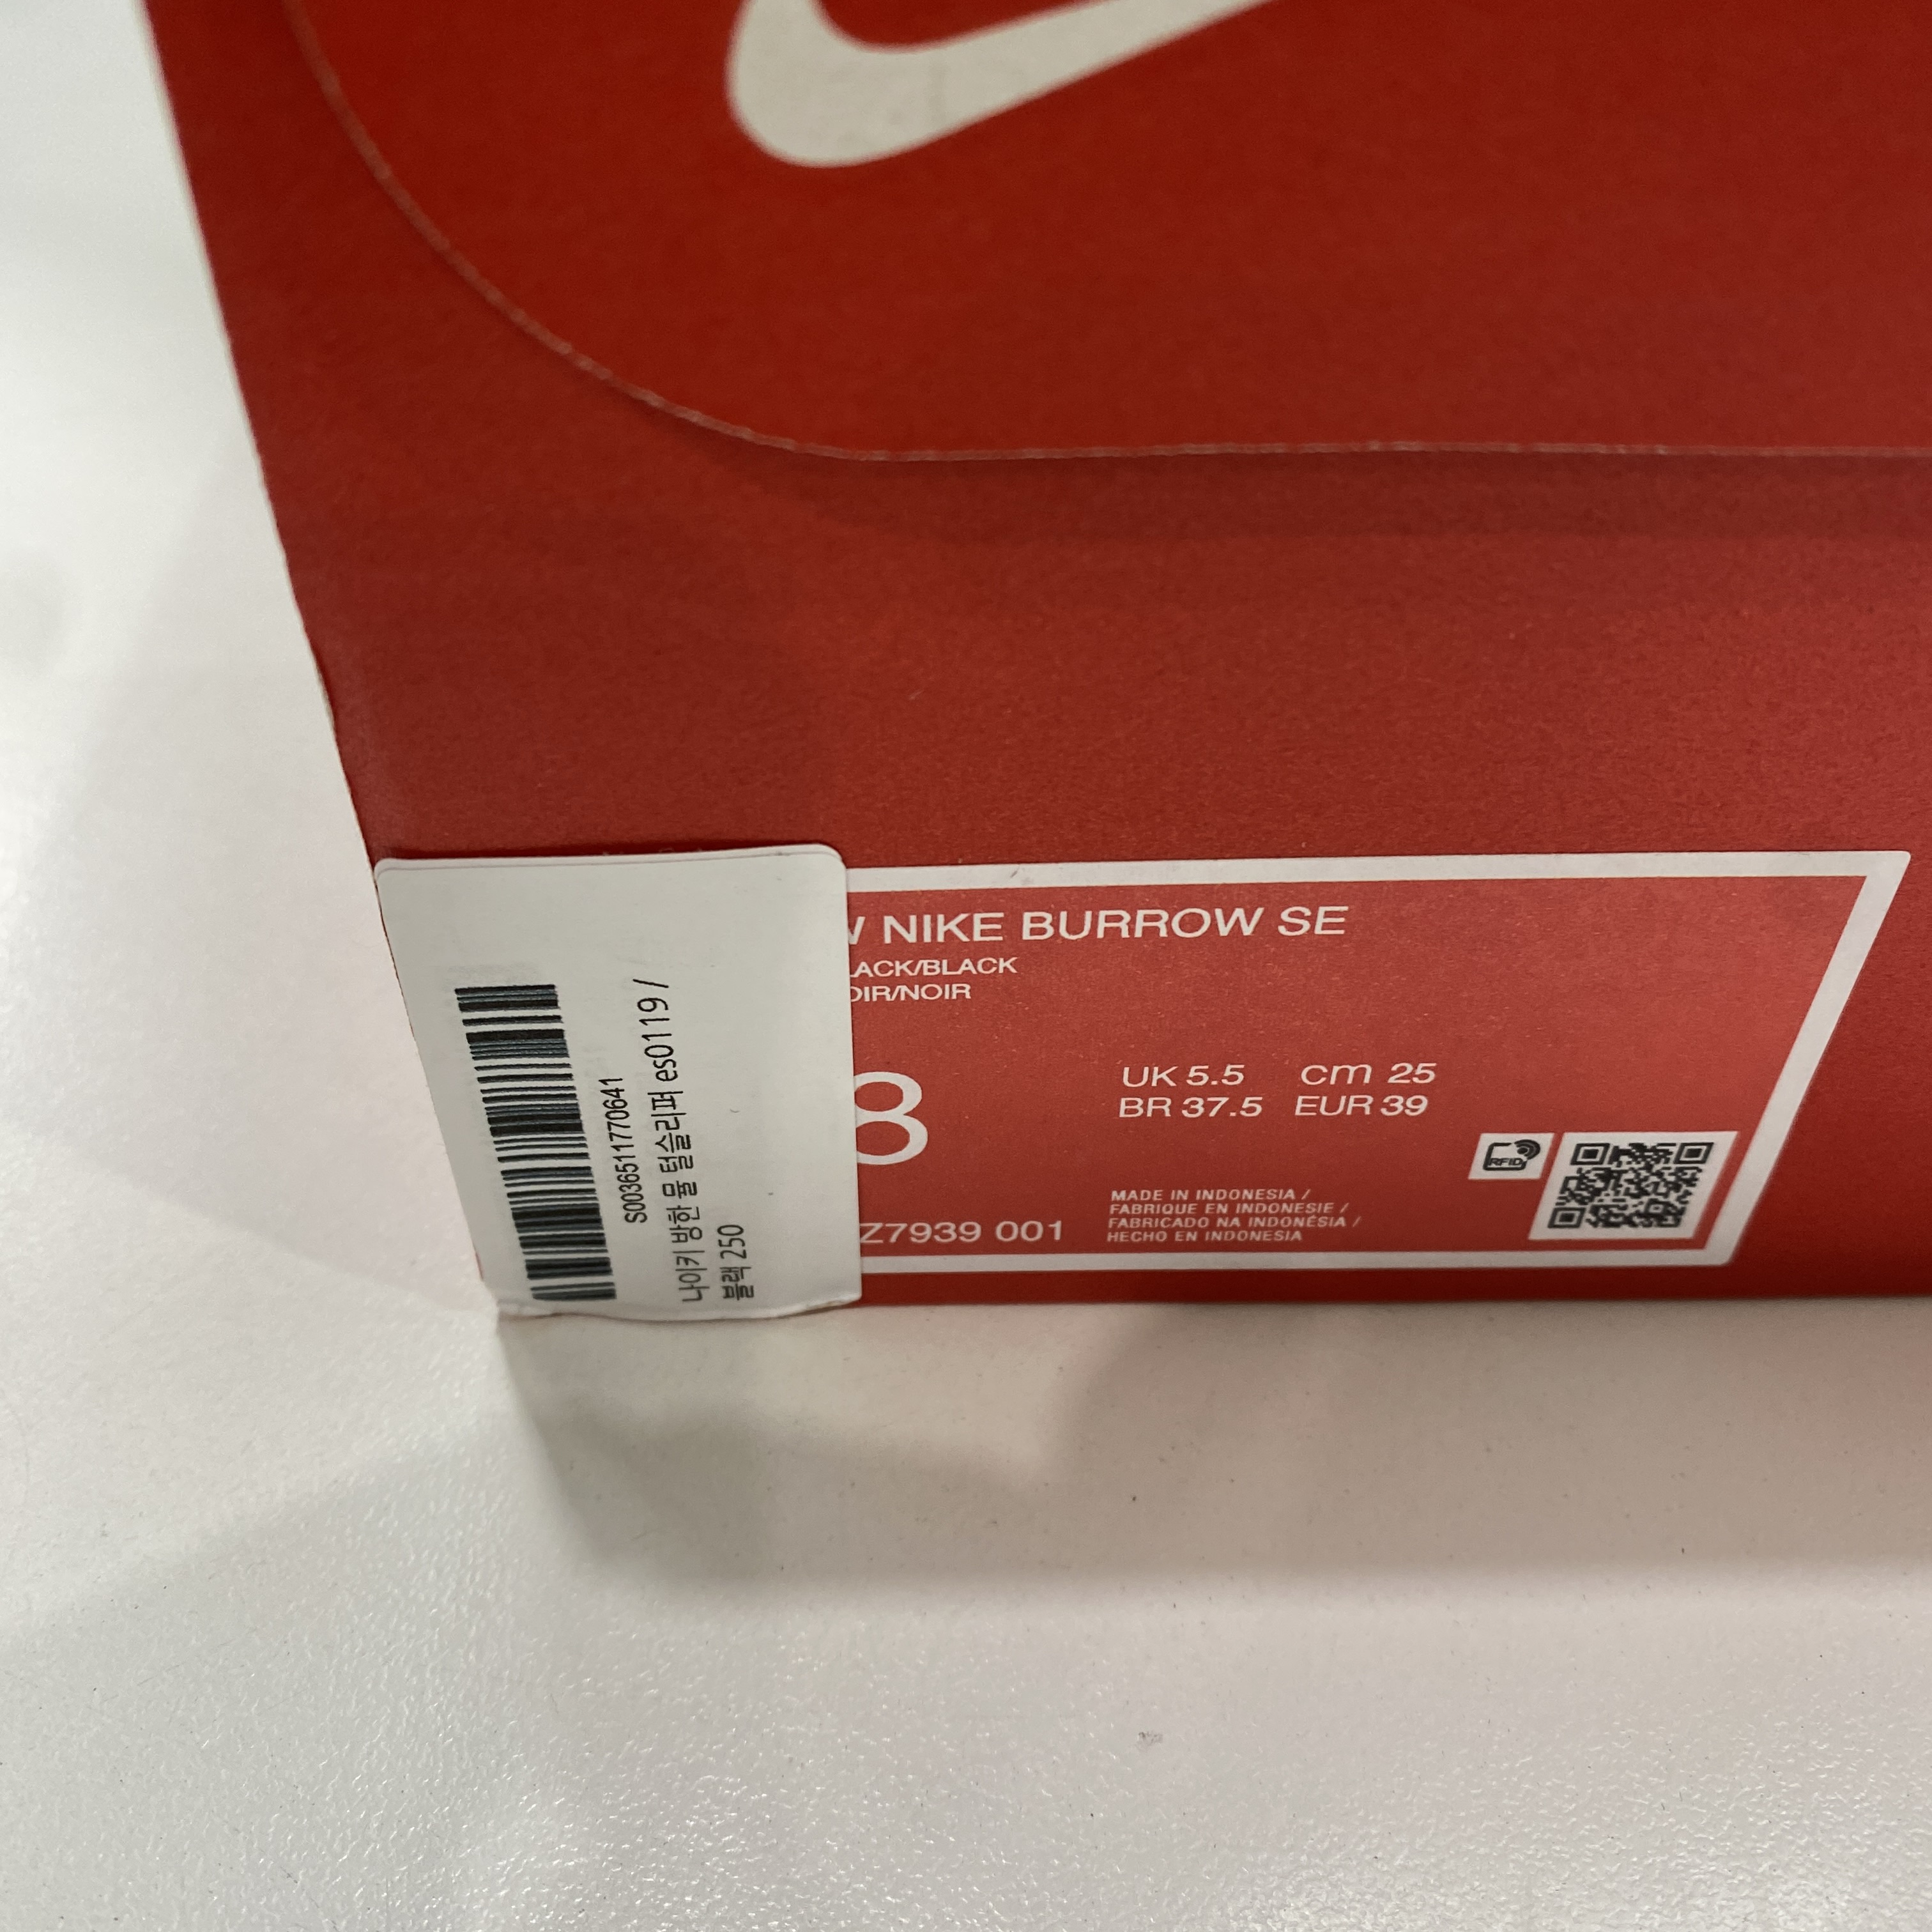 S003651177​0641
나이키 방한 뮬 털슬리퍼 es0119 /
블랙 250
W NIKE BURROW SE
LACK/BLACK
OIR/NOIR
8
UK 5.5 cm 25
BR 37.5 EUR 39
RFID
MADE IN INDONESIA /
FABRIQUE EN INDONESIE /
FABRICADO NA INDONÉSIA /
HECHO EN INDONESIA
Z7939 001